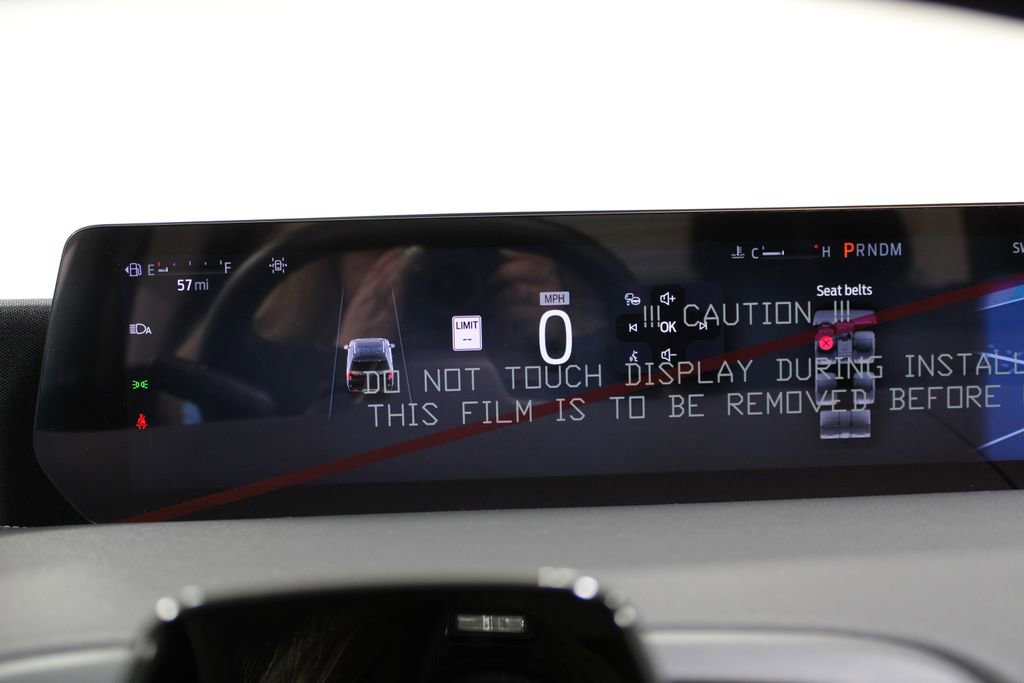 E F
57 mi
A
LIMIT
--
MPH
0
OK
C H
PRNDM
Seat belts
!!! CAUTION !!!
DO NOT TOUCH DISPLAY DURING INSTALL
THIS FILM IS TO BE REMOVED BEFORE